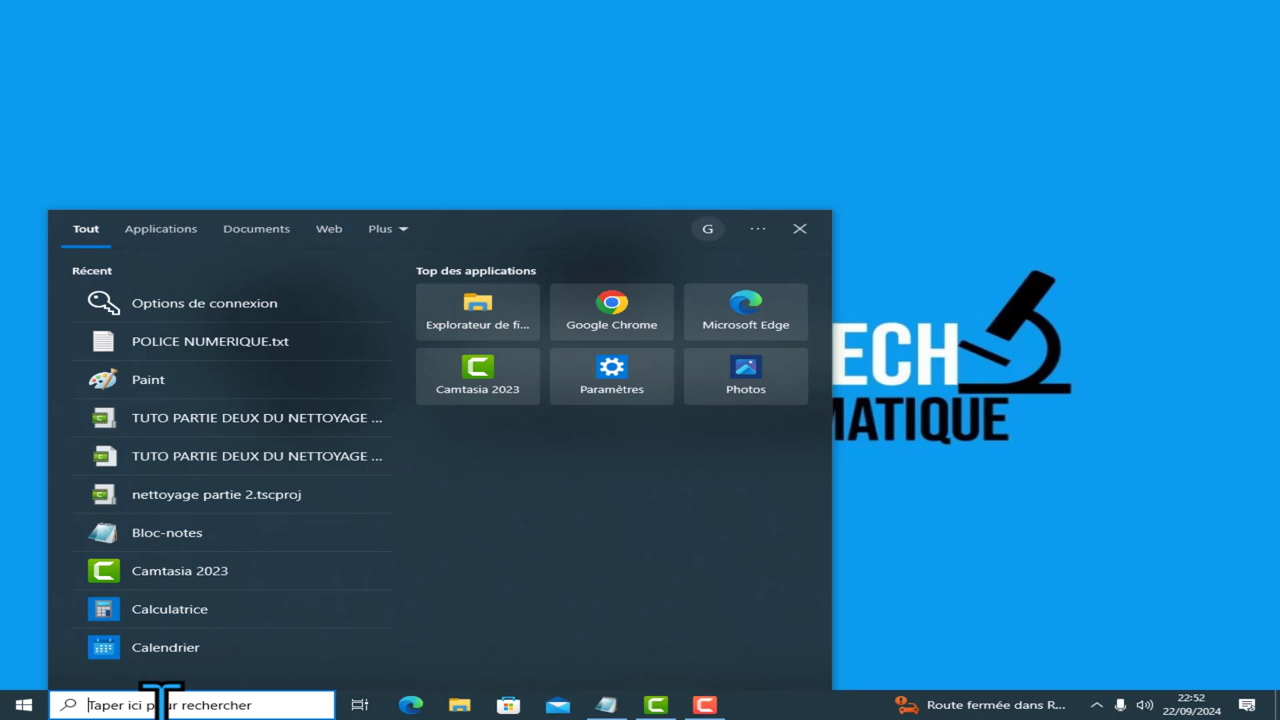 Tout Applications Documents Web Plus G ...
Récent
Options de connexion
POLICE NUMERIQUE.txt
Paint
TUTO PARTIE DEUX DU NETTOYAGE ...
TUTO PARTIE DEUX DU NETTOYAGE ...
nettoyage partie 2.tscproj
Bloc-notes
Camtasia 2023
Calculatrice
Calendrier
Top des applications
Explorateur de fi...
Google Chrome
Microsoft Edge
Camtasia 2023
Paramètres
Photos
ECH
MATIQUE
Taper ici pour rechercher
Route fermée dans R...
22:52
22/09/2024